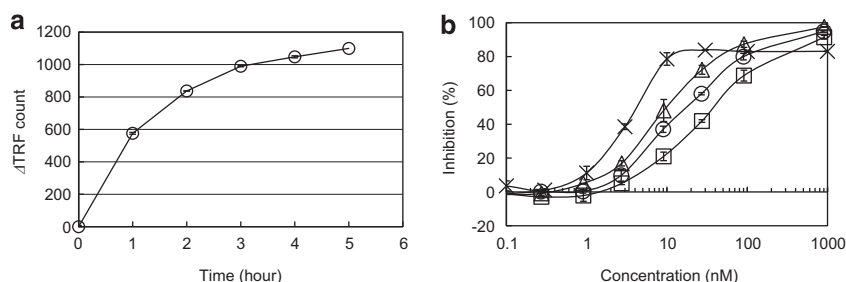 a
1200
1000
800
600
400
200
0
0 1 2 3 4 5 6
ΔTRF count
Time (hour)
b
100
80
60
40
20
0
-20
0.1 1 10 100 1000
Inhibition (%)
Concentration (nM)